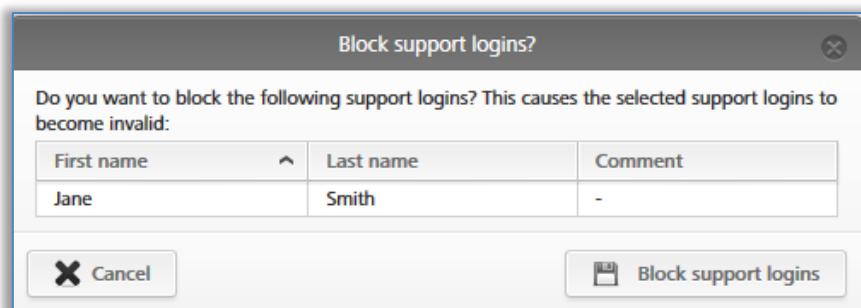 Block support logins?
Do you want to block the following support logins? This causes the selected support logins to
become invalid:
First name Last name Comment
Jane Smith -
Cancel Block support logins